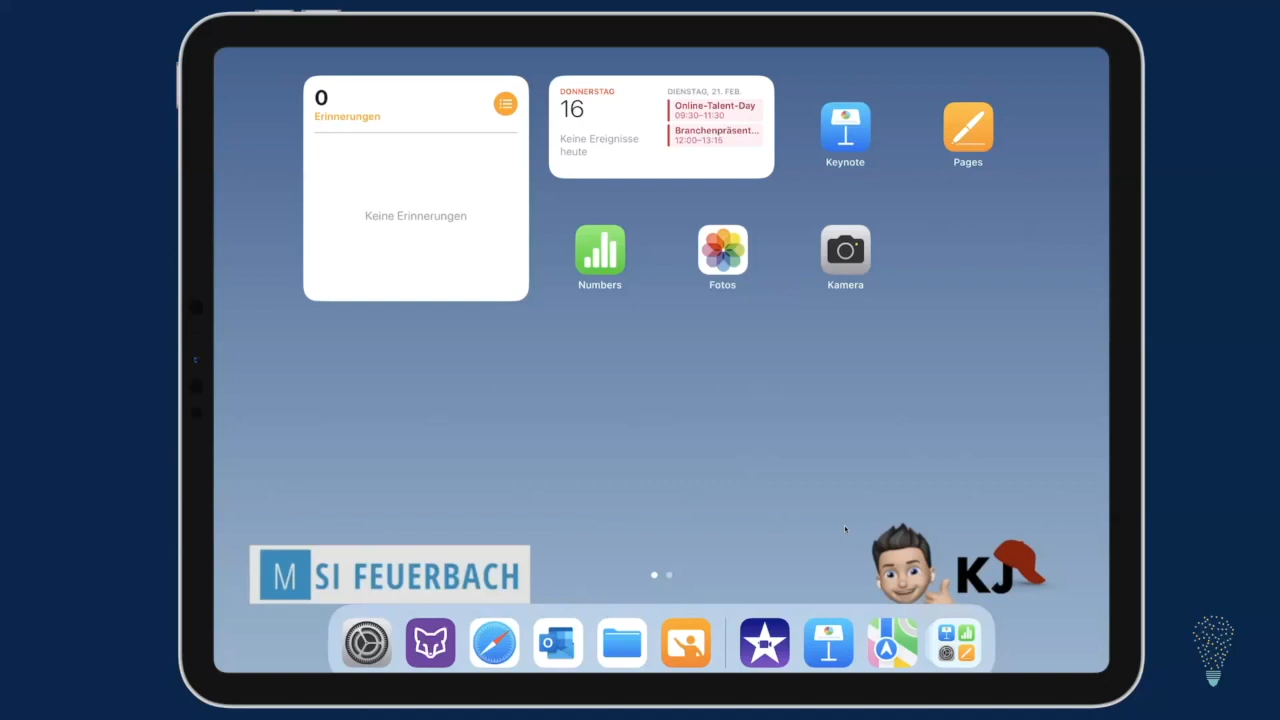 0
Erinnerungen
Keine Erinnerungen
DONNERSTAG
16
Keine Ereignisse
heute
DIENSTAG, 21. FEB.
Online-Talent-Day
09:30–11:30
Branchenpräsent...
12:00–13:15
Keynote
Pages
Numbers
Fotos
Kamera
M SI FEUERBACH
KJ